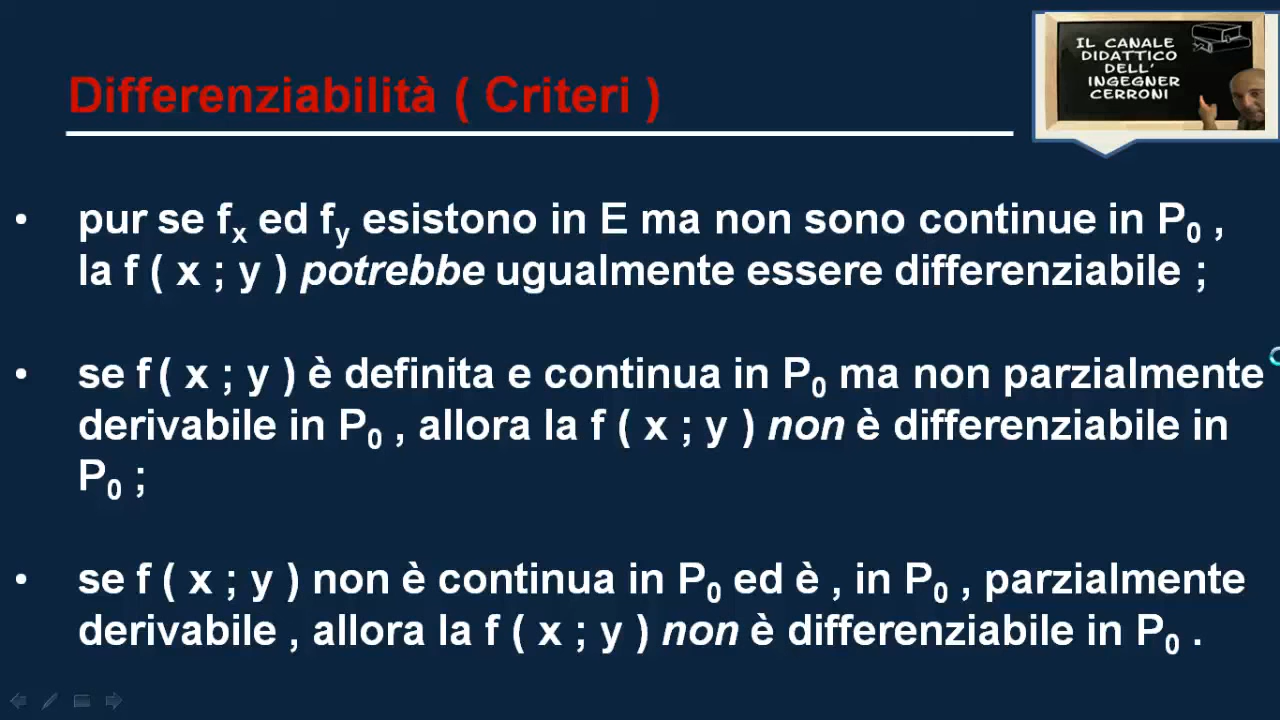 IL CANALE
DIDATTICO
DELL'
INGEGNER
CERRONI
Differenziabilità ( Criteri )
• pur se fx ed fy esistono in E ma non sono continue in P0 ,
la f ( x ; y ) potrebbe ugualmente essere differenziabile ;
• se f ( x ; y ) è definita e continua in P0 ma non parzialmente
derivabile in P0 , allora la f ( x ; y ) non è differenziabile in
P0 ;
• se f ( x ; y ) non è continua in P0 ed è , in P0 , parzialmente
derivabile , allora la f ( x ; y ) non è differenziabile in P0 .